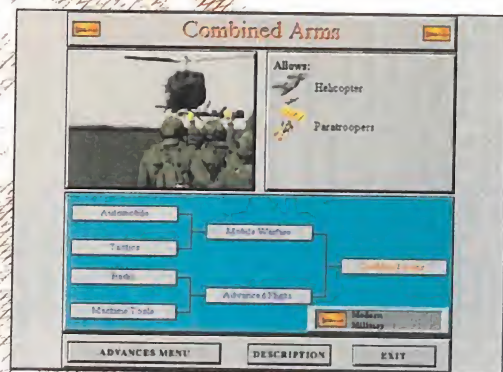 Combined Arms
Allows:
Helicopter
Paratroopers
Automobile
Tactics
Mobile Warfare
Radio
Machine Tools
Advanced Flight
Combined Arms
Modern
Military
ADVANCES MENU
DESCRIPTION
EXIT